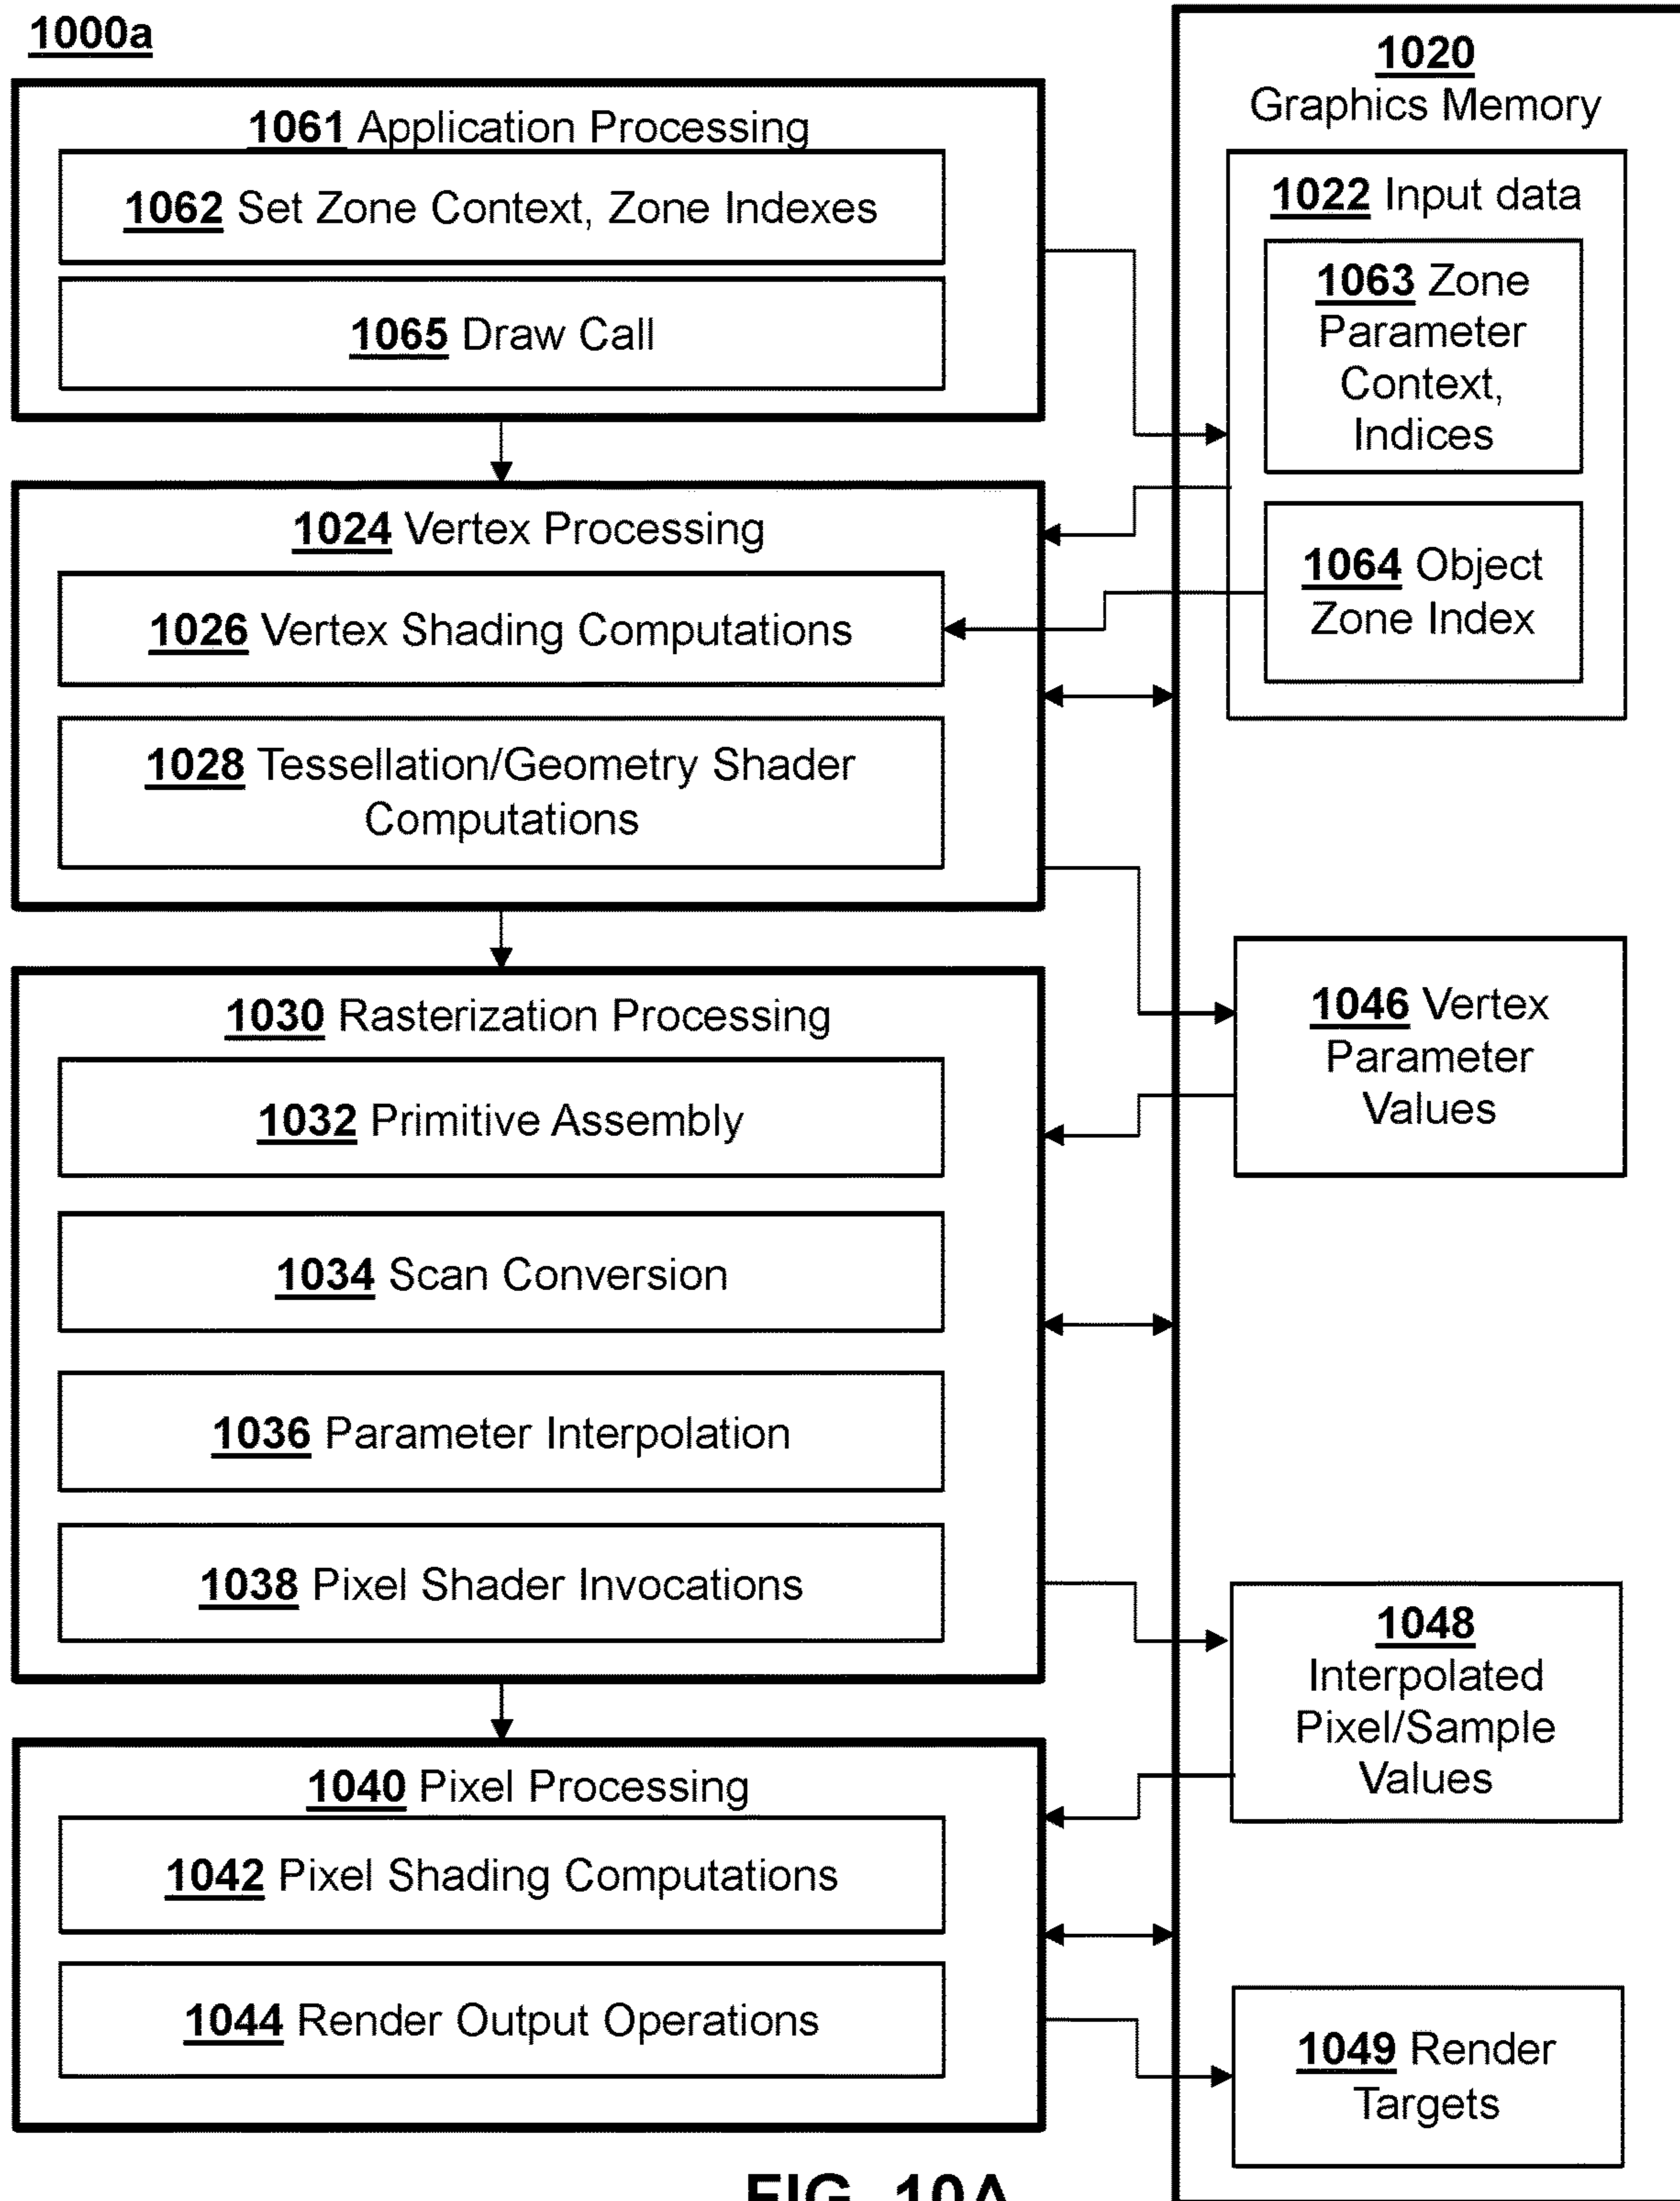 1000a
1061 Application Processing
1062 Set Zone Context, Zone Indexes
1065 Draw Call
1024 Vertex Processing
1026 Vertex Shading Computations
1028 Tessellation/Geometry Shader
Computations
1030 Rasterization Processing
1032 Primitive Assembly
1034 Scan Conversion
1036 Parameter Interpolation
1038 Pixel Shader Invocations
1040 Pixel Processing
1042 Pixel Shading Computations
1044 Render Output Operations
1020
Graphics Memory
1022 Input data
1063 Zone
Parameter
Context,
Indices
1064 Object
Zone Index
1046 Vertex
Parameter
Values
1048
Interpolated
Pixel/Sample
Values
1049 Render
Targets
FIG. 10A